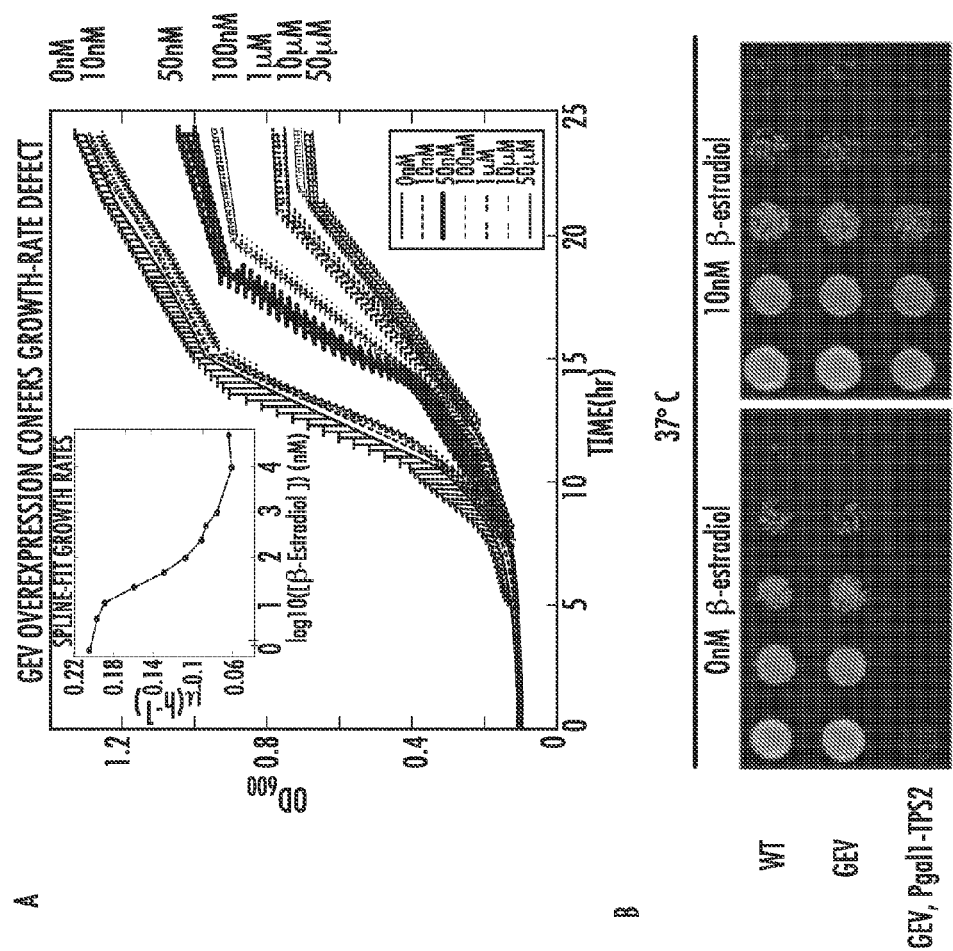 A
GEV OVEREXPRESSION CONFERS GROWTH-RATE DEFECT
SPLINE-FIT GROWTH RATES
0.22
0.18
0.14
0.1
0.06
μ(h⁻¹)
0 1 2 3 4
log10([β-Estradiol]) (nM)
OD600
1.2
0.8
0.4
0
0 5 10 15 20 25
TIME(hr)
0nM
10nM
50nM
100nM
1μM
10μM
50μM
0nM
10nM
50nM
100nM
1μM
10μM
50μM
B
37°C
0nM β-estradiol
10nM β-estradiol
WT
GEV
GEV, Pgal1-TPS2